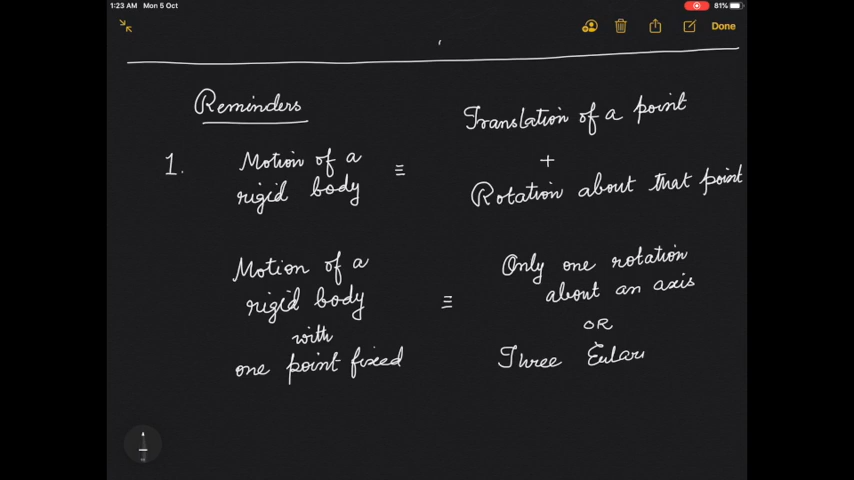 1:23 AM Mon 5 Oct
81%
Done
Reminders
1. Motion of a rigid body ≡ Translation of a point
+
Rotation about that point
Motion of a
rigid body
with
one point fixed
≡
Only one rotation
about an axis
OR
Three Eular